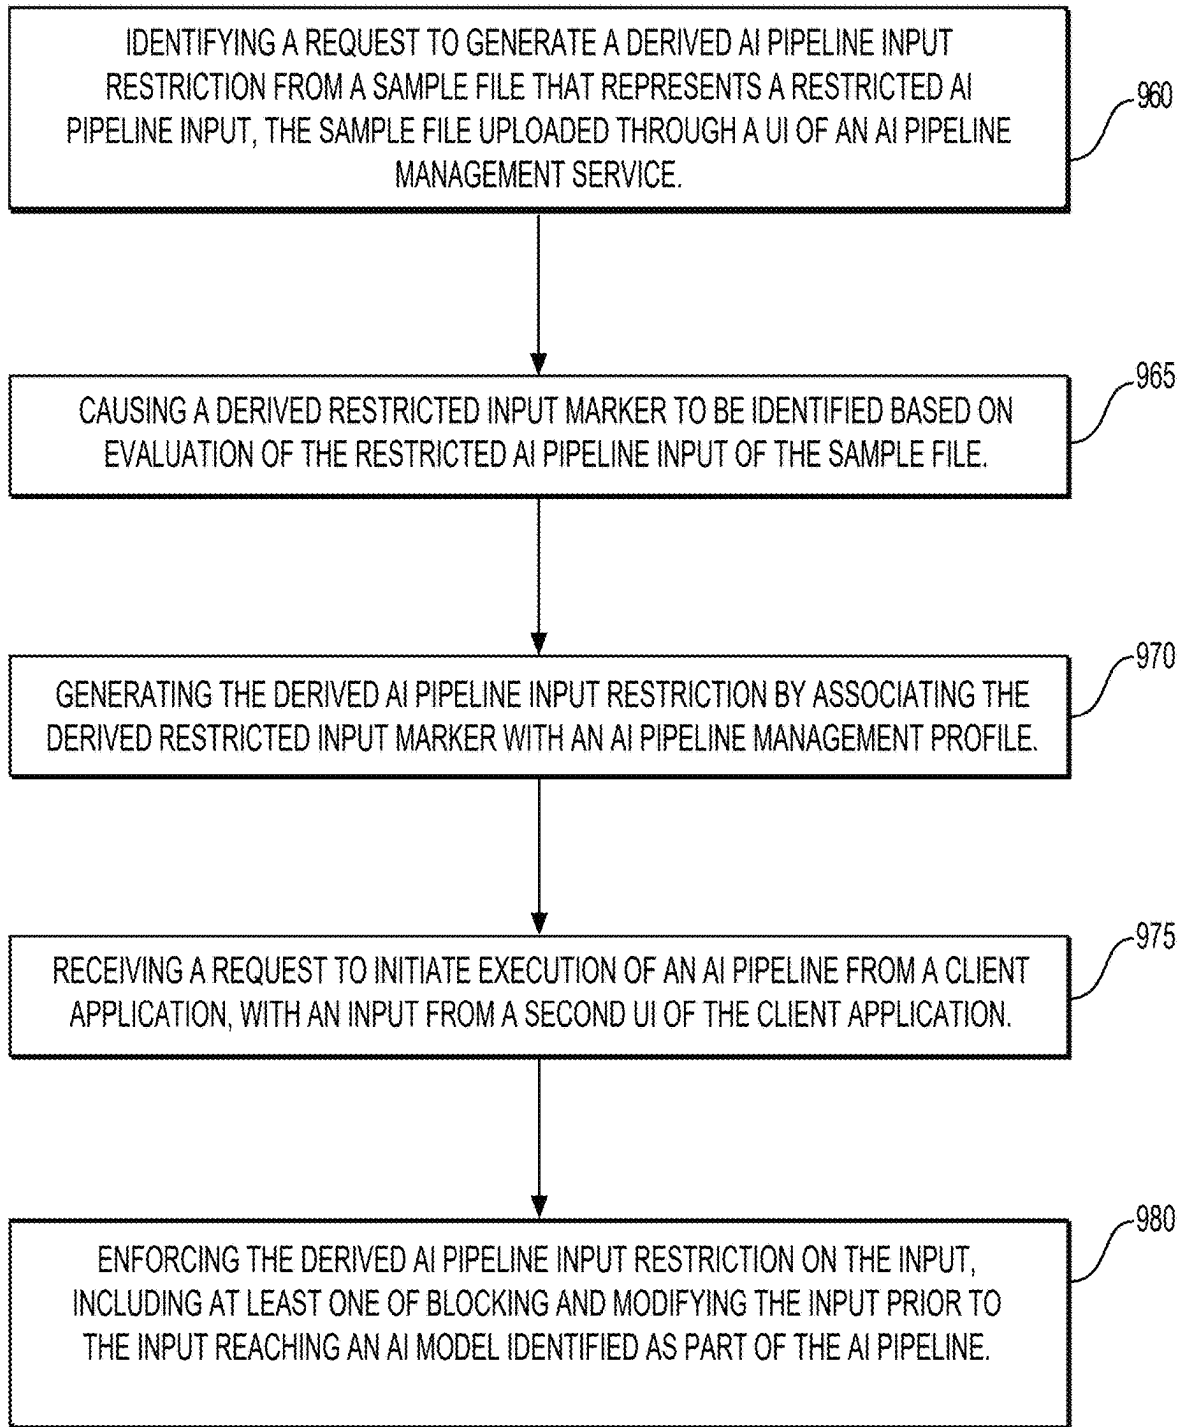 IDENTIFYING A REQUEST TO GENERATE A DERIVED AI PIPELINE INPUT
RESTRICTION FROM A SAMPLE FILE THAT REPRESENTS A RESTRICTED AI
PIPELINE INPUT, THE SAMPLE FILE UPLOADED THROUGH A UI OF AN AI PIPELINE
MANAGEMENT SERVICE.
960
CAUSING A DERIVED RESTRICTED INPUT MARKER TO BE IDENTIFIED BASED ON
EVALUATION OF THE RESTRICTED AI PIPELINE INPUT OF THE SAMPLE FILE.
965
GENERATING THE DERIVED AI PIPELINE INPUT RESTRICTION BY ASSOCIATING THE
DERIVED RESTRICTED INPUT MARKER WITH AN AI PIPELINE MANAGEMENT PROFILE.
970
RECEIVING A REQUEST TO INITIATE EXECUTION OF AN AI PIPELINE FROM A CLIENT
APPLICATION, WITH AN INPUT FROM A SECOND UI OF THE CLIENT APPLICATION.
975
ENFORCING THE DERIVED AI PIPELINE INPUT RESTRICTION ON THE INPUT,
INCLUDING AT LEAST ONE OF BLOCKING AND MODIFYING THE INPUT PRIOR TO
THE INPUT REACHING AN AI MODEL IDENTIFIED AS PART OF THE AI PIPELINE.
980